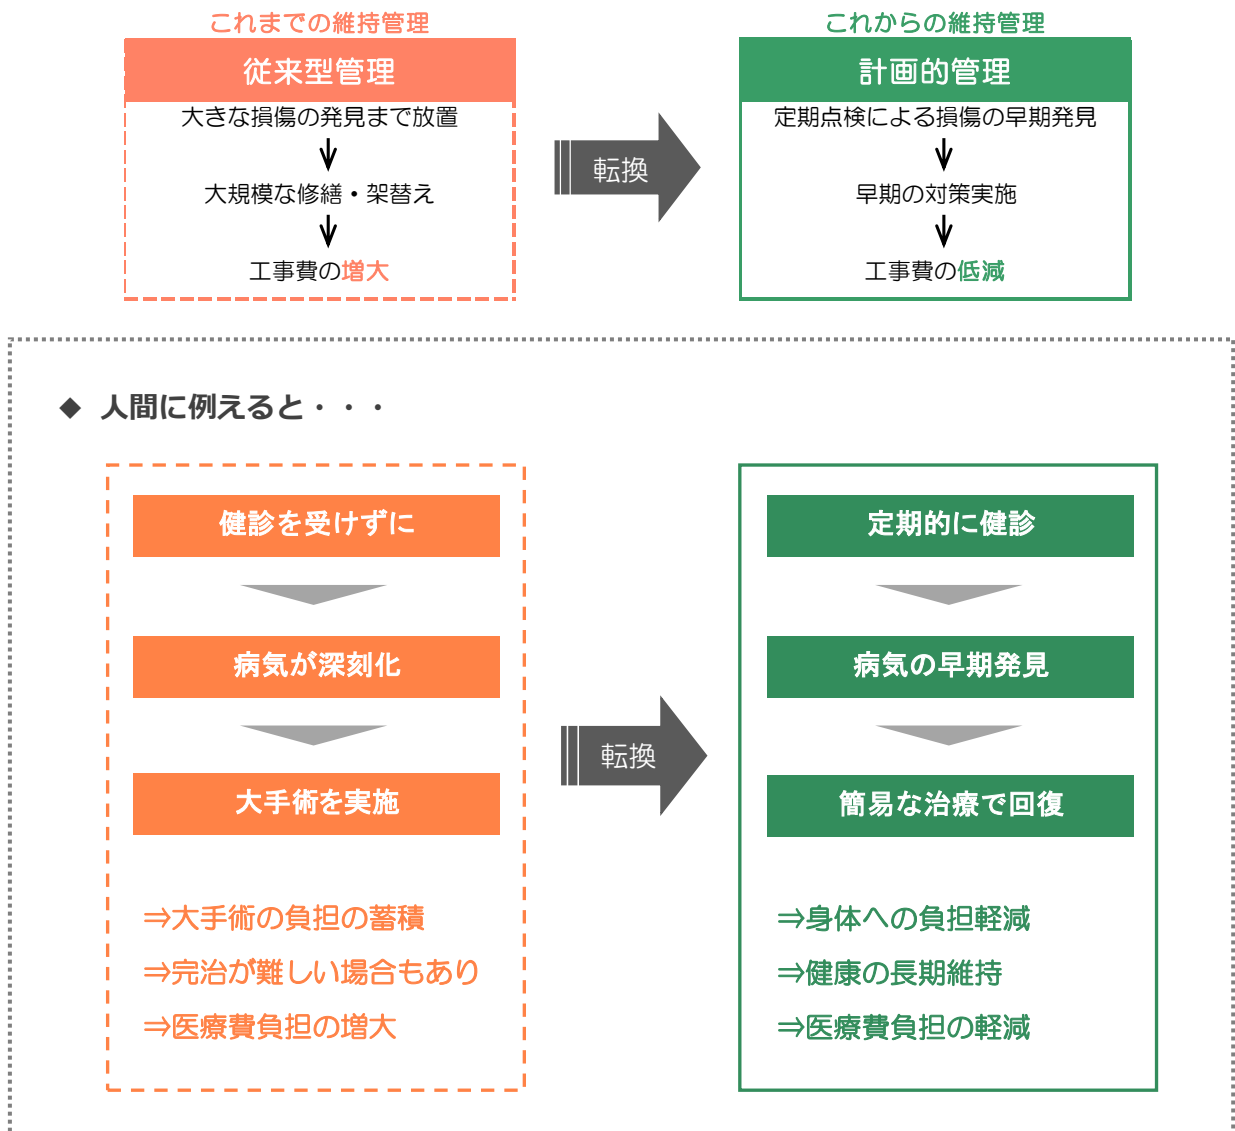 これまでの維持管理
従来型管理
大きな損傷の発見まで放置
大規模な修繕・架替え
工事費の増大
転換
これからの維持管理
計画的管理
定期点検による損傷の早期発見
早期の対策実施
工事費の低減
◆ 人間に例えると・・・
健診を受けずに
病気が深刻化
大手術を実施
⇒大手術の負担の蓄積
⇒完治が難しい場合もあり
⇒医療費負担の増大
転換
定期的に健診
病気の早期発見
簡易な治療で回復
⇒身体への負担軽減
⇒健康の長期維持
⇒医療費負担の軽減